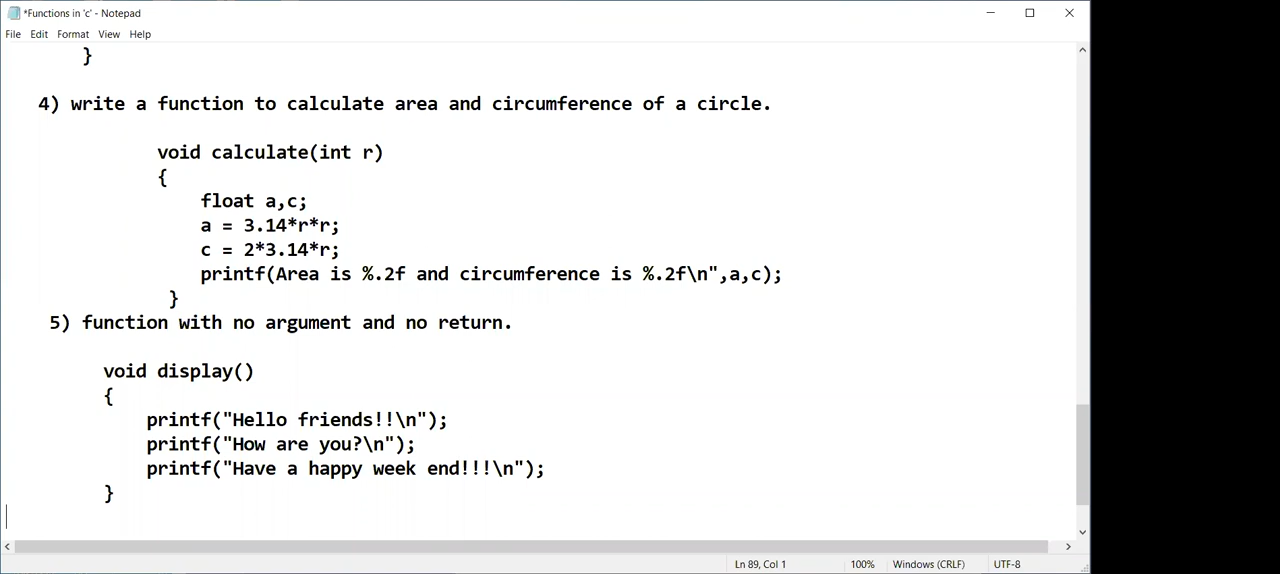 *Functions in 'c' - Notepad
File Edit Format View Help
}
4) write a function to calculate area and circumference of a circle.
void calculate(int r)
{
float a,c;
a = 3.14*r*r;
c = 2*3.14*r;
printf(Area is %.2f and circumference is %.2f\n",a,c);
}
5) function with no argument and no return.
void display()
{
printf("Hello friends!!\n");
printf("How are you?\n");
printf("Have a happy week end!!!\n");
}
Ln 89, Col 1 100% Windows (CRLF) UTF-8